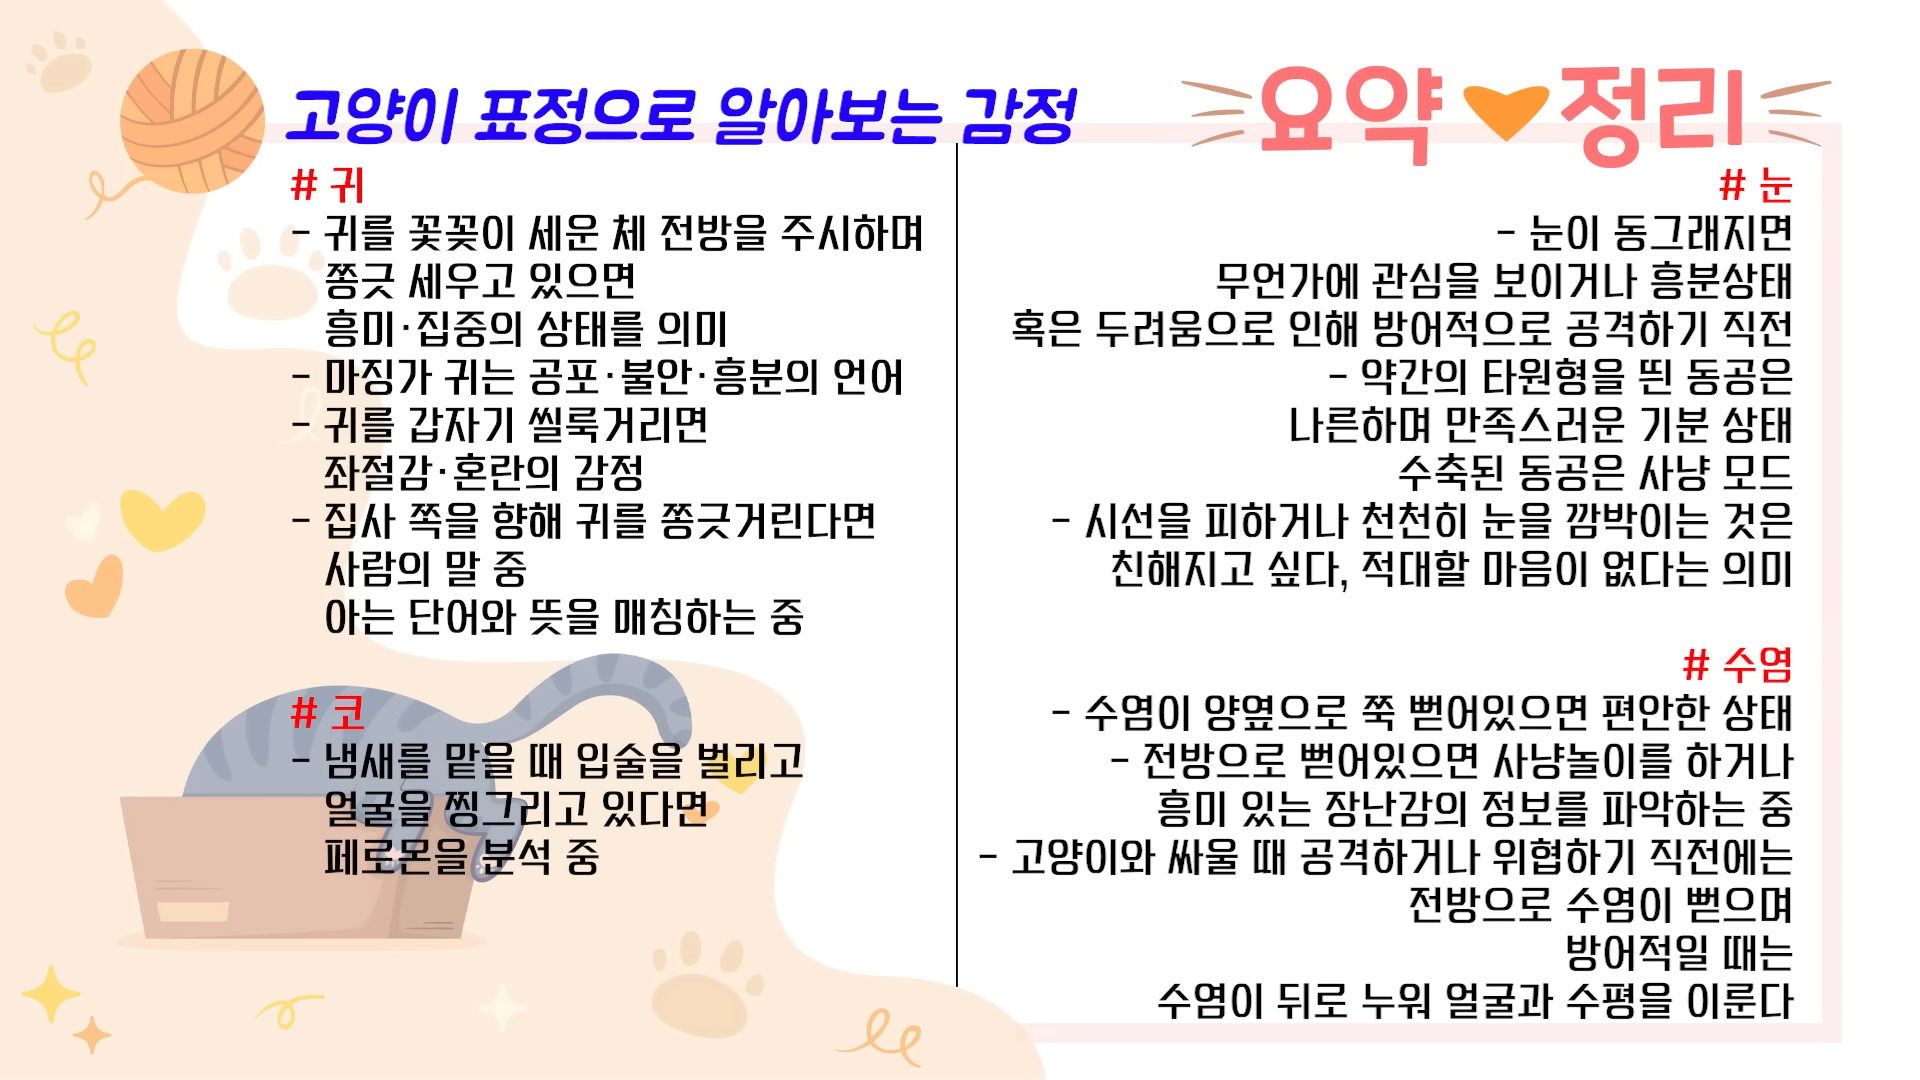 고양이 표정으로 알아보는 감정
요약 정리
# 귀
- 귀를 꽃꽂이 세운 체 전방을 주시하며
쫑긋 세우고 있으면
흥미·집중의 상태를 의미
- 마징가 귀는 공포·불안·흥분의 언어
- 귀를 갑자기 씰룩거리면
좌절감·혼란의 감정
- 집사 쪽을 향해 귀를 쫑긋거린다면
사람의 말 중
아는 단어와 뜻을 매칭하는 중
# 코
- 냄새를 맡을 때 입술을 벌리고
얼굴을 찡그리고 있다면
페로몬을 분석 중
# 눈
- 눈이 동그래지면
무언가에 관심을 보이거나 흥분상태
혹은 두려움으로 인해 방어적으로 공격하기 직전
- 약간의 타원형을 띈 동공은
나른하며 만족스러운 기분 상태
수축된 동공은 사냥 모드
- 시선을 피하거나 천천히 눈을 깜박이는 것은
친해지고 싶다, 적대할 마음이 없다는 의미
# 수염
- 수염이 양옆으로 쭉 뻗어있으면 편안한 상태
- 전방으로 뻗어있으면 사냥놀이를 하거나
흥미 있는 장난감의 정보를 파악하는 중
- 고양이와 싸울 때 공격하거나 위협하기 직전에는
전방으로 수염이 뻗으며
방어적일 때는
수염이 뒤로 누워 얼굴과 수평을 이룬다